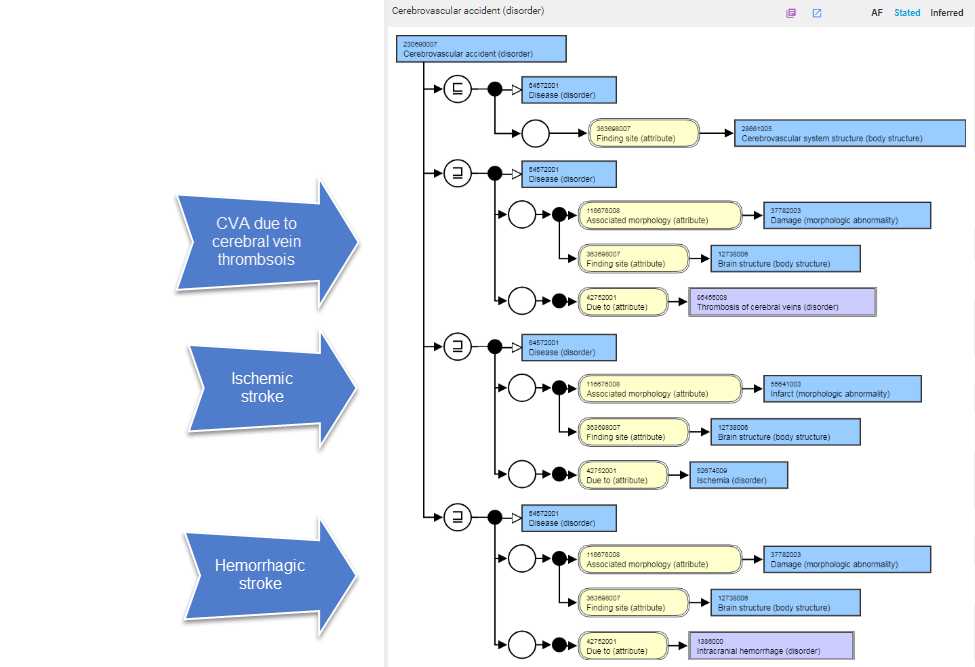 Cerebrovascular accident (disorder)
AF Stated Inferred
230690007
Cerebrovascular accident (disorder)
64572001
Disease (disorder)
363698007
Finding site (attribute)
28661005
Cerebrovascular system structure (body structure)
CVA due to
cerebral vein
thrombsois
64572001
Disease (disorder)
116676008
Associated morphology (attribute)
37782003
Damage (morphologic abnormality)
363698007
Finding site (attribute)
12738006
Brain structure (body structure)
42752001
Due to (attribute)
95455008
Thrombosis of cerebral veins (disorder)
Ischemic
stroke
64572001
Disease (disorder)
116676008
Associated morphology (attribute)
55641003
Infarct (morphologic abnormality)
363698007
Finding site (attribute)
12738006
Brain structure (body structure)
42752001
Due to (attribute)
52674009
Ischemia (disorder)
Hemorrhagic
stroke
64572001
Disease (disorder)
116676008
Associated morphology (attribute)
37782003
Damage (morphologic abnormality)
363698007
Finding site (attribute)
12738006
Brain structure (body structure)
42752001
Due to (attribute)
1386000
Intracranial hemorrhage (disorder)